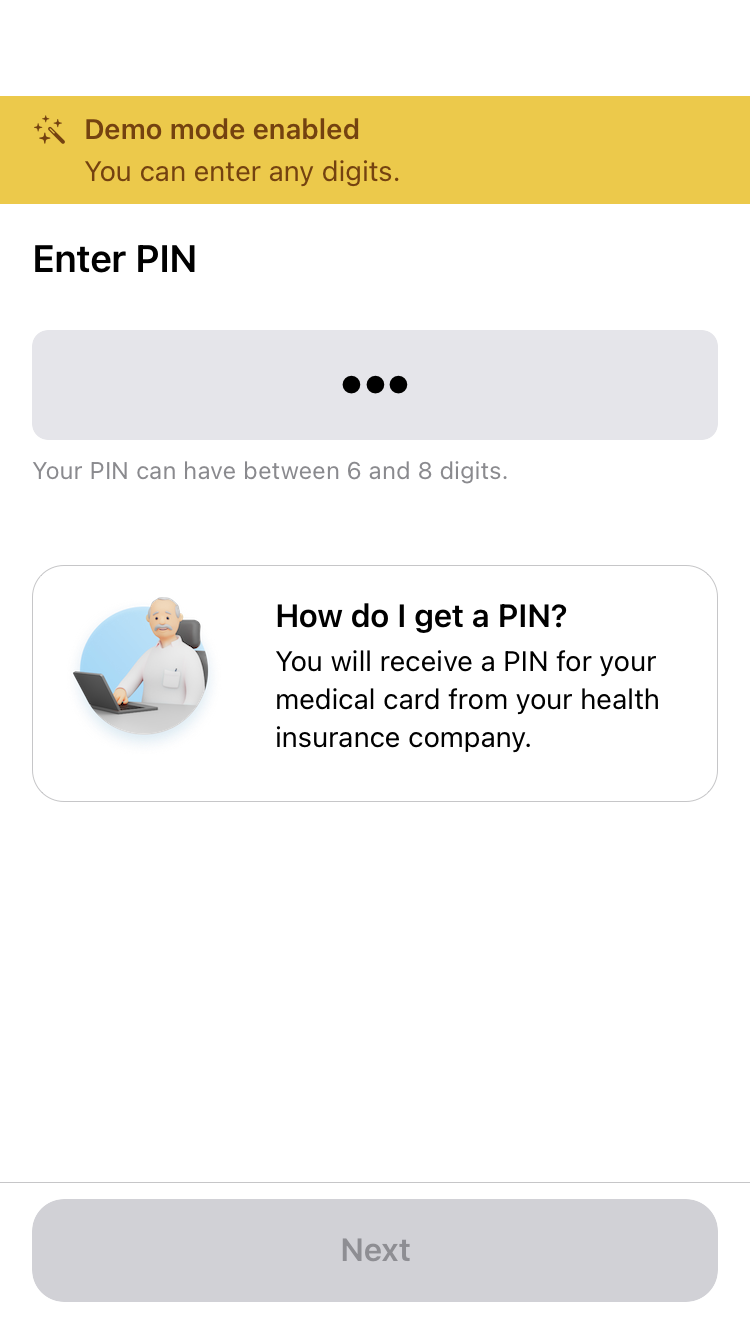 Demo mode enabled
You can enter any digits.
Enter PIN
•••
Your PIN can have between 6 and 8 digits.
How do I get a PIN?
You will receive a PIN for your
medical card from your health
insurance company.
Next